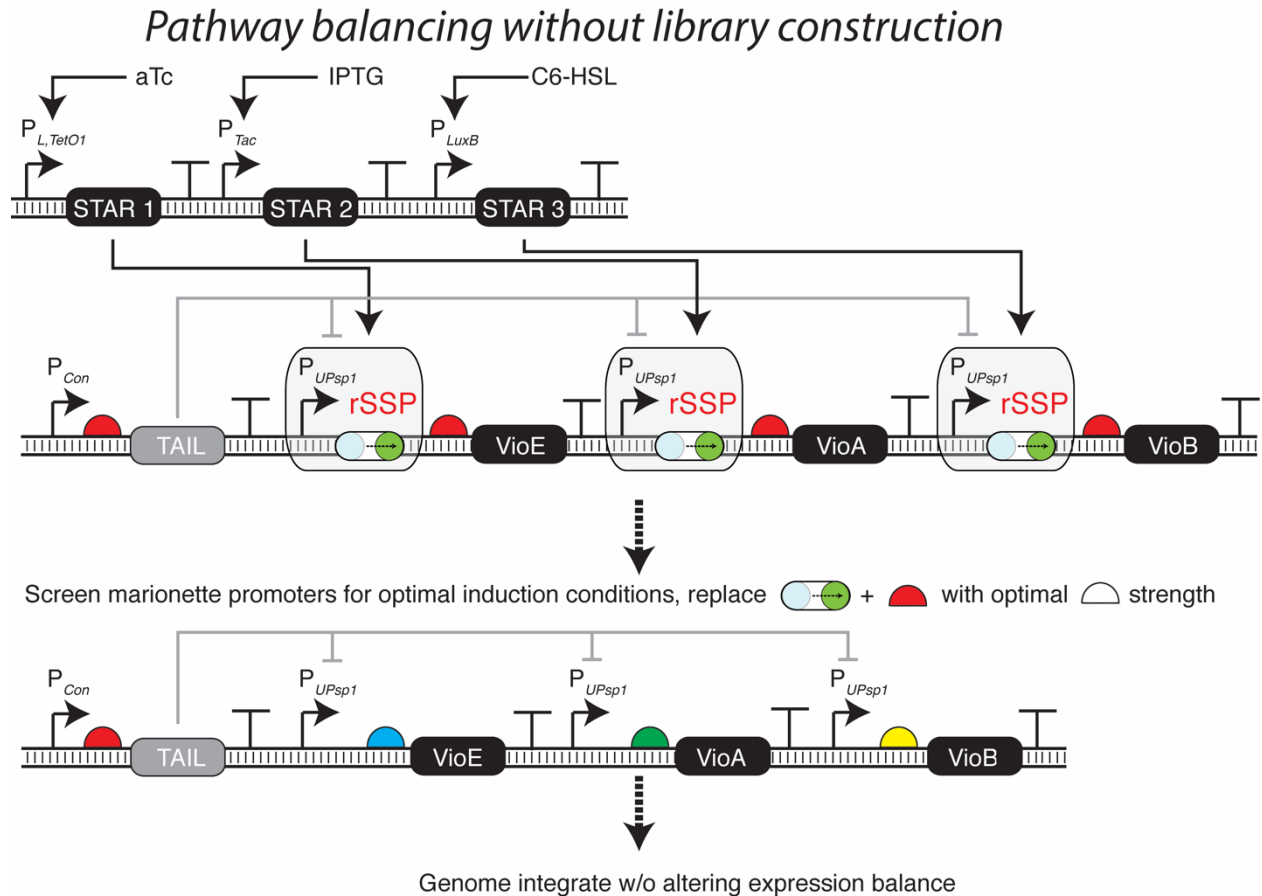 Pathway balancing without library construction
aTc IPTG C6-HSL
P L,TetO1 P Tac P LuxB
STAR 1 STAR 2 STAR 3
P Con P UPsp1 P UPsp1 P UPsp1
rSSP rSSP rSSP
TAIL VioE VioA VioB
Screen marionette promoters for optimal induction conditions, replace + with optimal strength
P Con P UPsp1 P UPsp1 P UPsp1
TAIL VioE VioA VioB
Genome integrate w/o altering expression balance